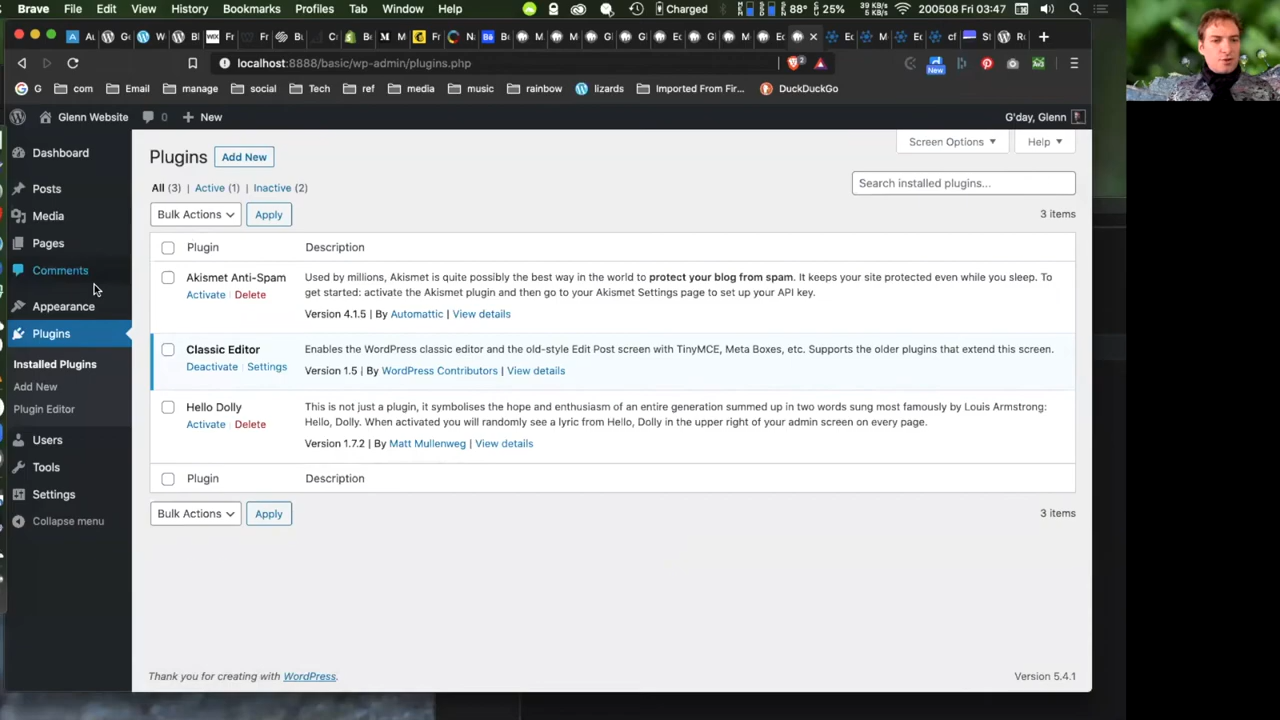 Brave File Edit View History Bookmarks Profiles Tab Window Help Charged 88° 25% 39 KB/s 5 KB/s 200508 Fri 03:47
localhost:8888/basic/wp-admin/plugins.php
New
G com Email manage social Tech ref media music rainbow lizards Imported From Fir... DuckDuckGo
Glenn Website 0 New G'day, Glenn
Screen Options Help
Plugins Add New
All (3) | Active (1) | Inactive (2)
Search installed plugins...
Bulk Actions Apply 3 items
Dashboard
Posts
Media
Pages
Comments
Appearance
Plugins
Installed Plugins
Add New
Plugin Editor
Users
Tools
Settings
Collapse menu
Plugin Description
Akismet Anti-Spam
Activate | Delete
Used by millions, Akismet is quite possibly the best way in the world to protect your blog from spam. It keeps your site protected even while you sleep. To
get started: activate the Akismet plugin and then go to your Akismet Settings page to set up your API key.
Version 4.1.5 | By Automattic | View details
Classic Editor
Deactivate | Settings
Enables the WordPress classic editor and the old-style Edit Post screen with TinyMCE, Meta Boxes, etc. Supports the older plugins that extend this screen.
Version 1.5 | By WordPress Contributors | View details
Hello Dolly
Activate | Delete
This is not just a plugin, it symbolises the hope and enthusiasm of an entire generation summed up in two words sung most famously by Louis Armstrong:
Hello, Dolly. When activated you will randomly see a lyric from Hello, Dolly in the upper right of your admin screen on every page.
Version 1.7.2 | By Matt Mullenweg | View details
Plugin Description
Bulk Actions Apply 3 items
Thank you for creating with WordPress. Version 5.4.1